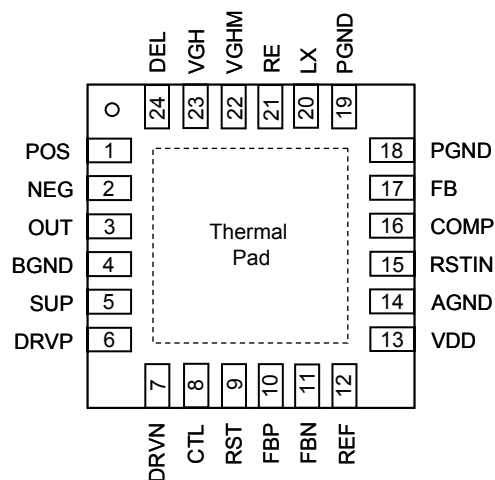 DEL VGH VGHM RE LX PGND
24 23 22 21 20 19
POS 1 18 PGND
NEG 2 17 FB
OUT 3 16 COMP
BGND 4 15 RSTIN
SUP 5 14 AGND
DRVP 6 13 VDD
Thermal
Pad
7 8 9 10 11 12
DRVN CTL RST FBP FBN REF